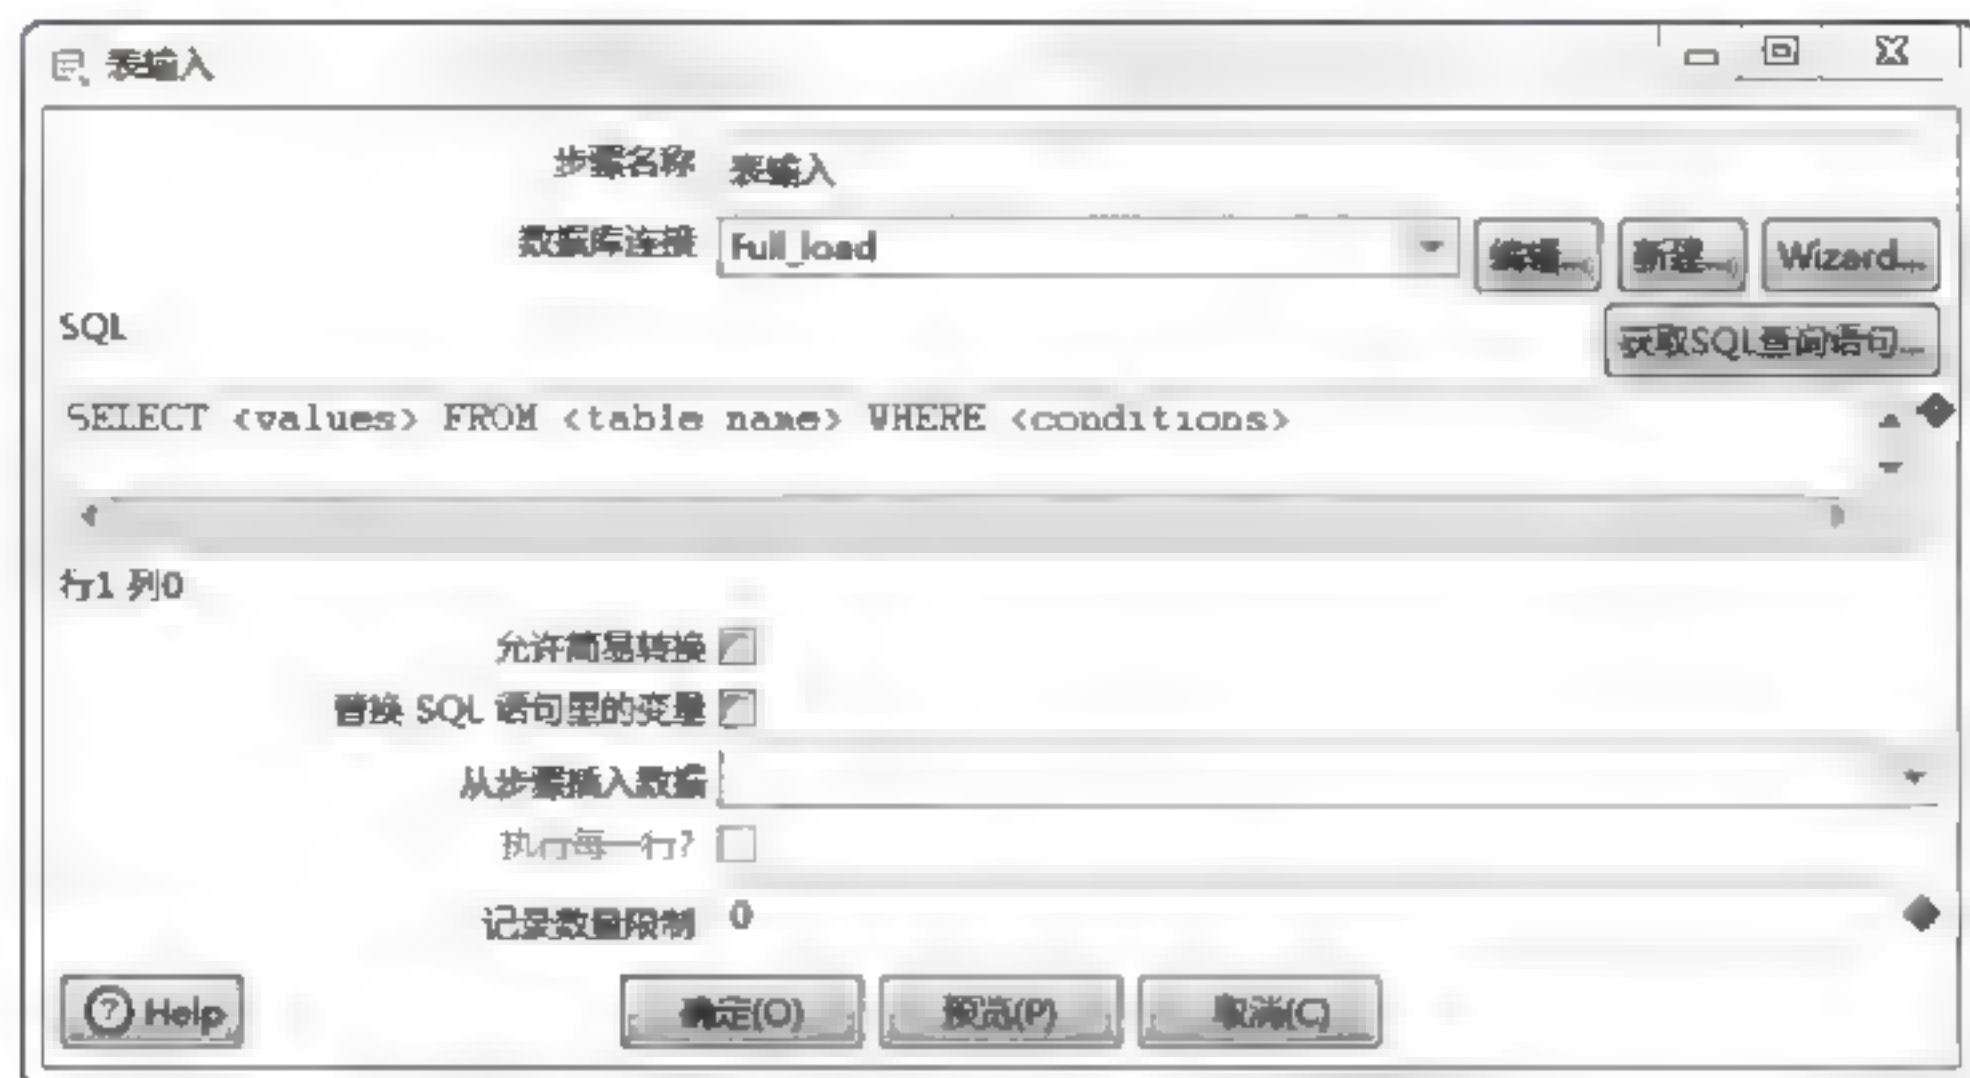 表输入
步骤名称 表输入
数据库连接 Full_load 编辑... 新建... Wizard...
SQL 获取SQL查询语句...
SELECT <values> FROM <table name> WHERE <conditions>
行1 列0
允许简易转换
替换 SQL 语句里的变量
从步骤插入数据
执行每一行?
记录数量限制 0
Help 确定(O) 预览(P) 取消(C)